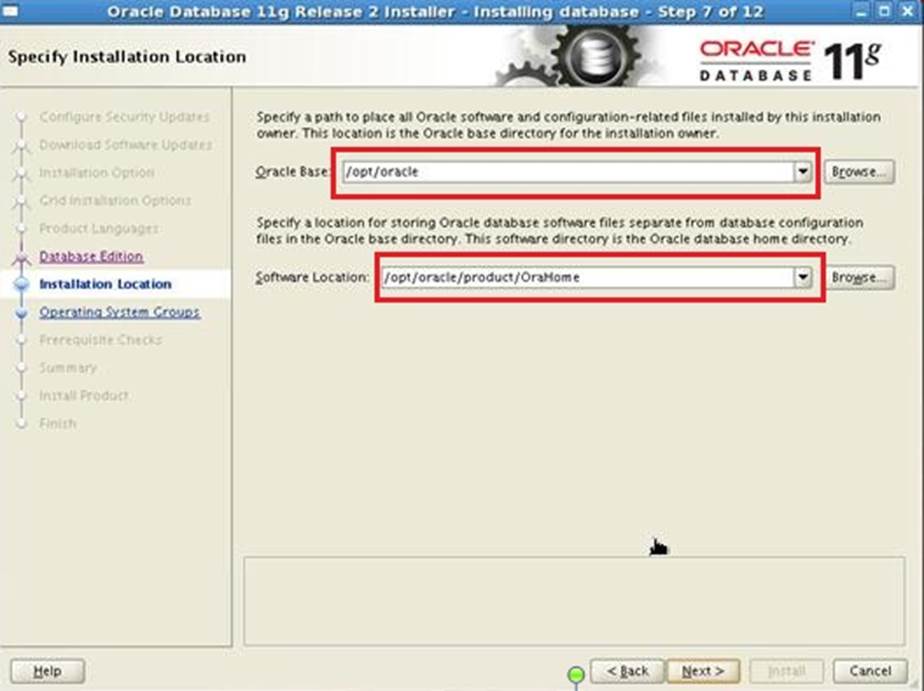 Oracle Database 11g Release 2 Installer - Installing database - Step 7 of 12
Specify Installation Location
ORACLE
DATABASE
11g
Configure Security Updates
Download Software Updates
Installation Option
Grid Installation Options
Product Languages
Database Edition
Installation Location
Operating System Groups
Prerequisite Checks
Summary
Install Product
Finish
Specify a path to place all Oracle software and configuration-related files installed by this installation
owner. This location is the Oracle base directory for the installation owner.
Oracle Base: /opt/oracle Browse...
Specify a location for storing Oracle database software files separate from database configuration
files in the Oracle base directory. This software directory is the Oracle database home directory.
Software Location: /opt/oracle/product/OraHome Browse...
Help < Back Next > Install Cancel